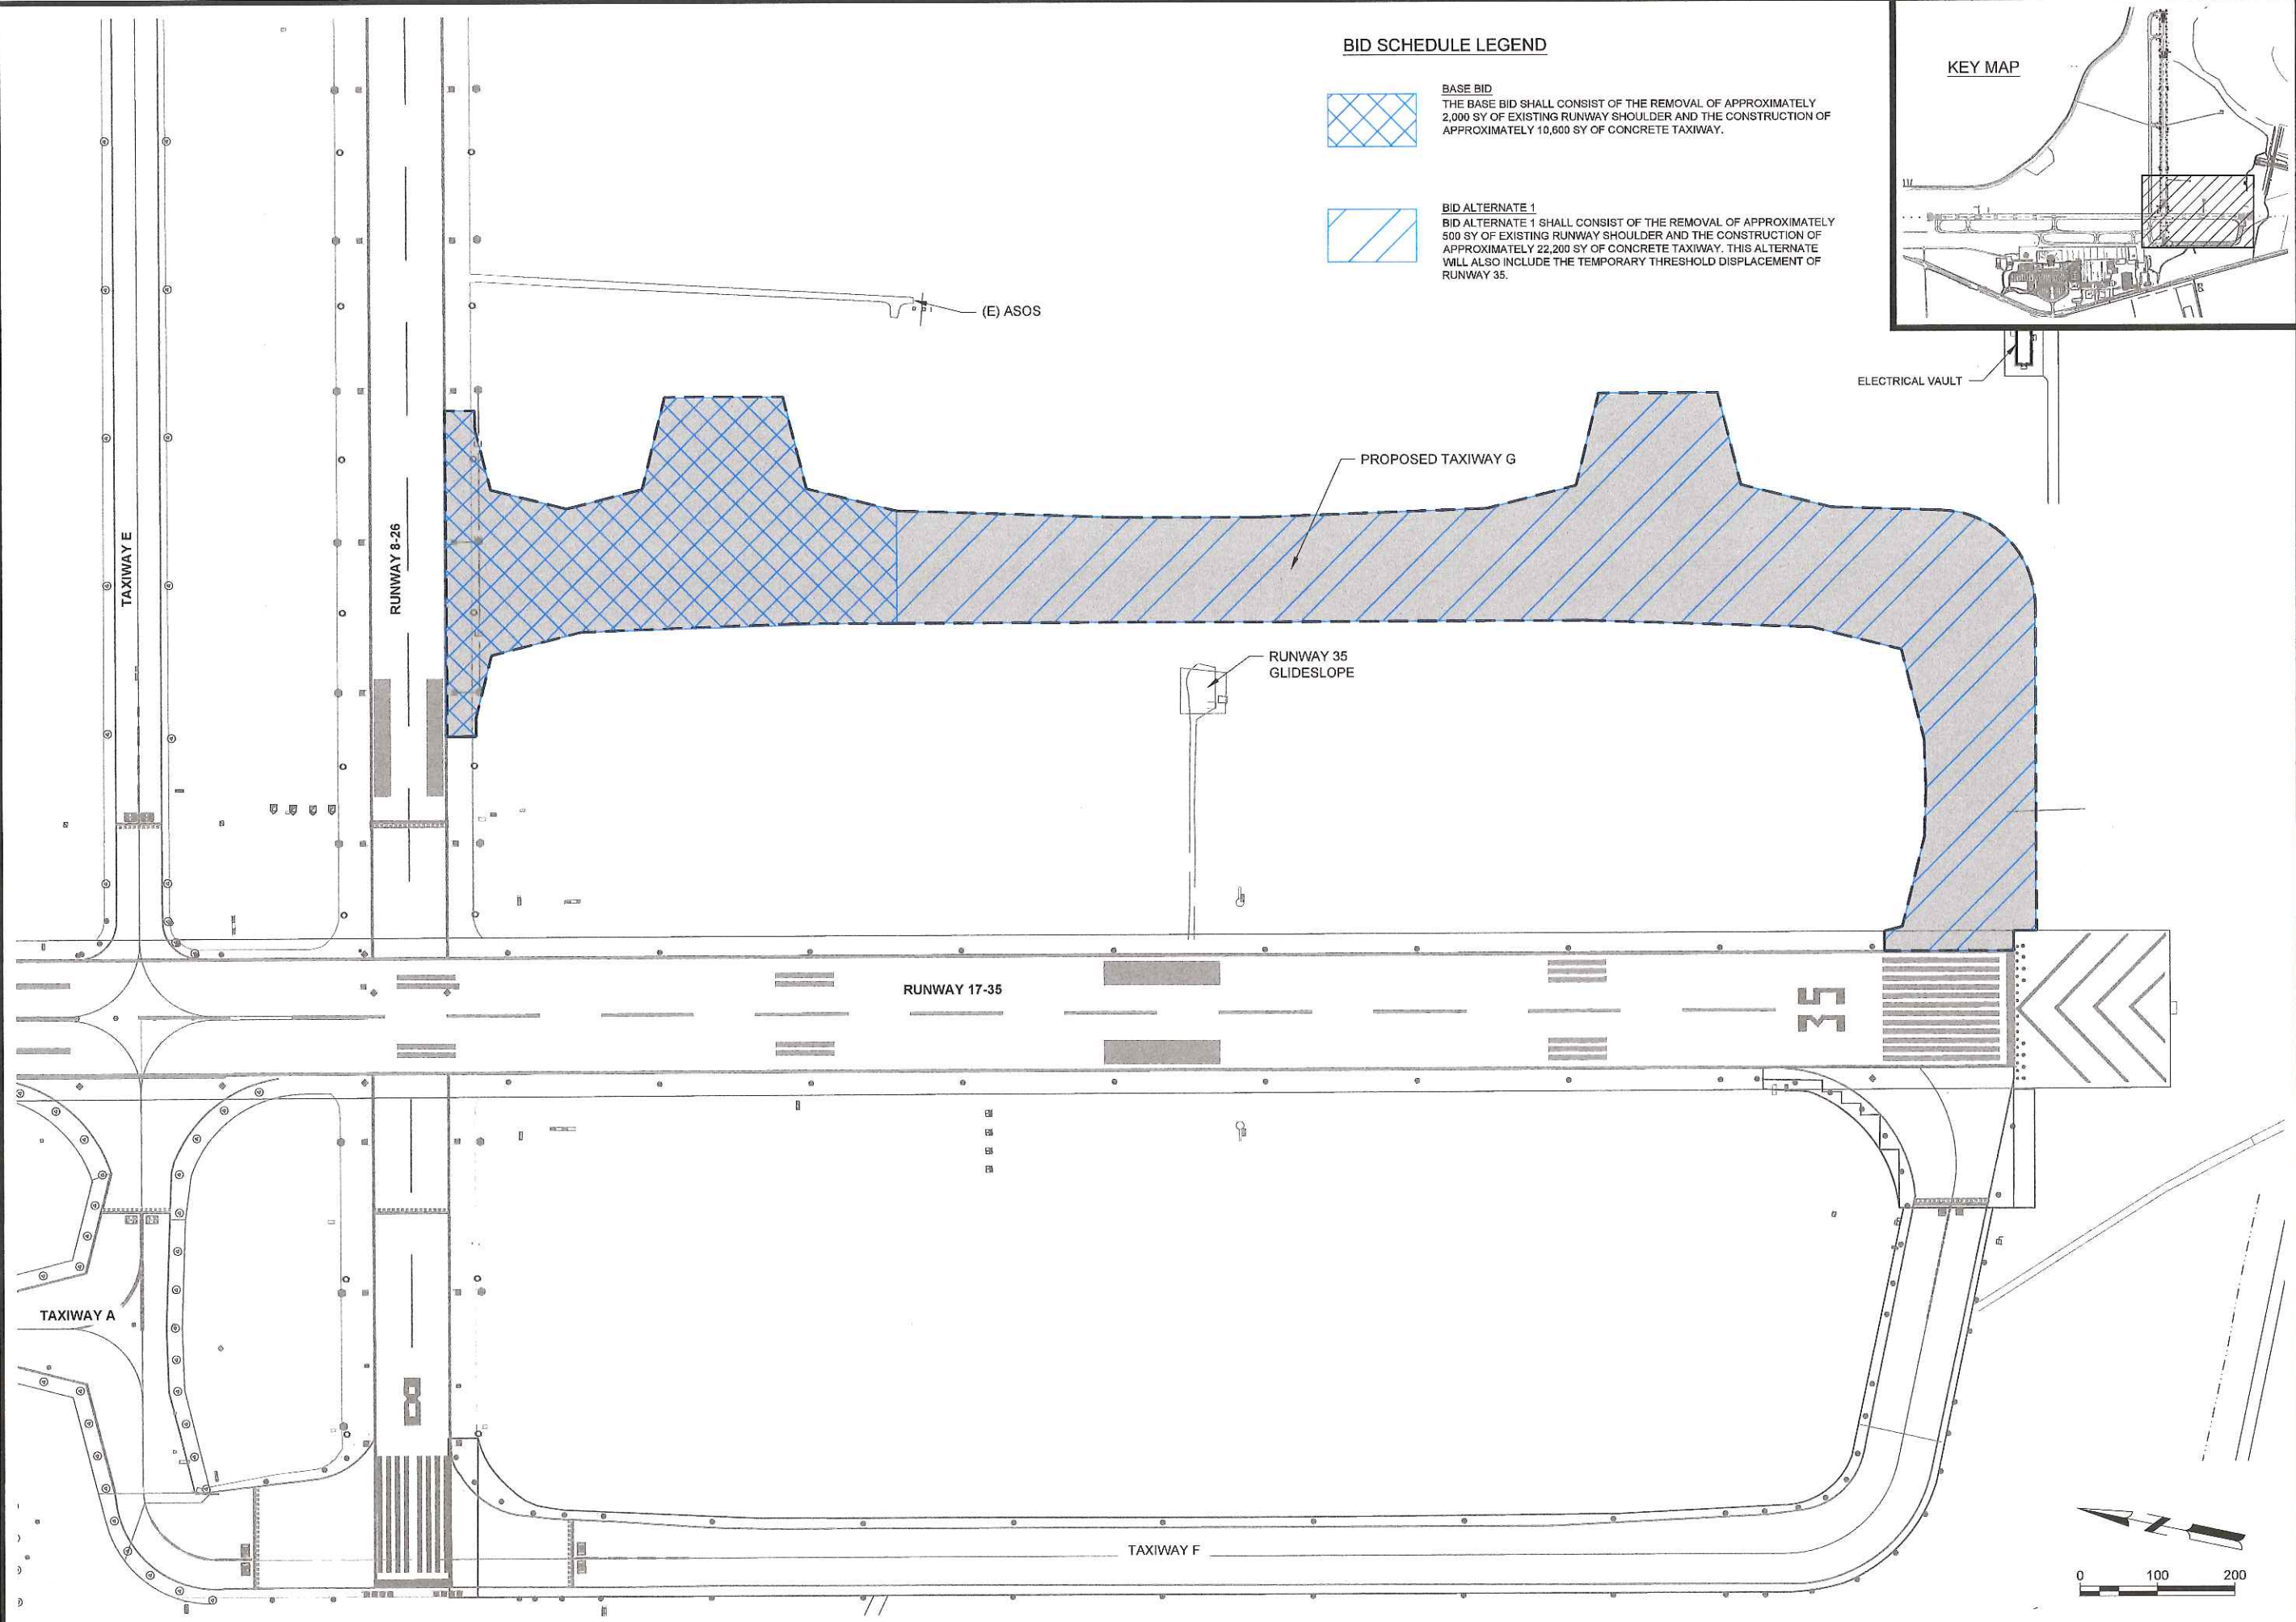 BID SCHEDULE LEGEND
BASE BID
THE BASE BID SHALL CONSIST OF THE REMOVAL OF APPROXIMATELY
2,000 SY OF EXISTING RUNWAY SHOULDER AND THE CONSTRUCTION OF
APPROXIMATELY 10,600 SY OF CONCRETE TAXIWAY.
BID ALTERNATE 1
BID ALTERNATE 1 SHALL CONSIST OF THE REMOVAL OF APPROXIMATELY
500 SY OF EXISTING RUNWAY SHOULDER AND THE CONSTRUCTION OF
APPROXIMATELY 22,200 SY OF CONCRETE TAXIWAY. THIS ALTERNATE
WILL ALSO INCLUDE THE TEMPORARY THRESHOLD DISPLACEMENT OF
RUNWAY 35.
KEY MAP
(E) ASOS
ELECTRICAL VAULT
PROPOSED TAXIWAY G
TAXIWAY E
RUNWAY 8-26
RUNWAY 35
GLIDESLOPE
RUNWAY 17-35
35
TAXIWAY A
8
TAXIWAY F
Z
0 100 200